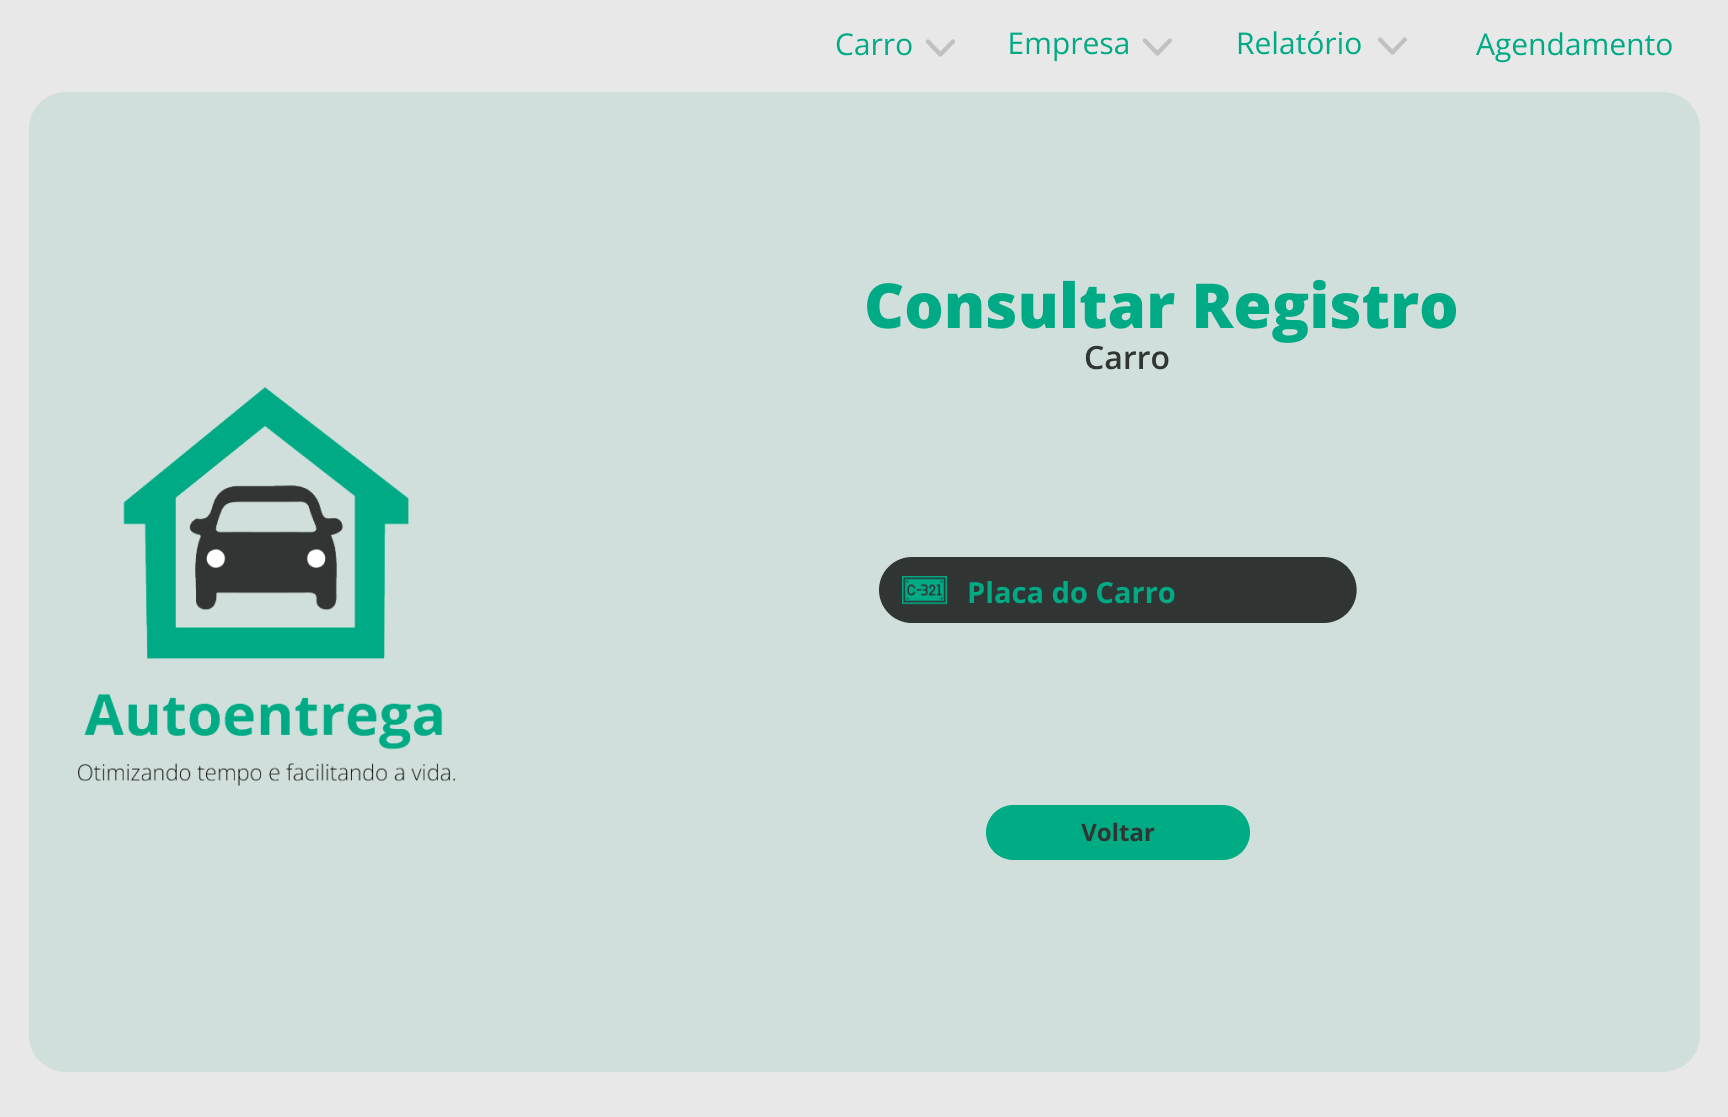 Carro Empresa Relatório Agendamento
Consultar Registro
Carro
C-321 Placa do Carro
Autoentrega
Otimizando tempo e facilitando a vida.
Voltar